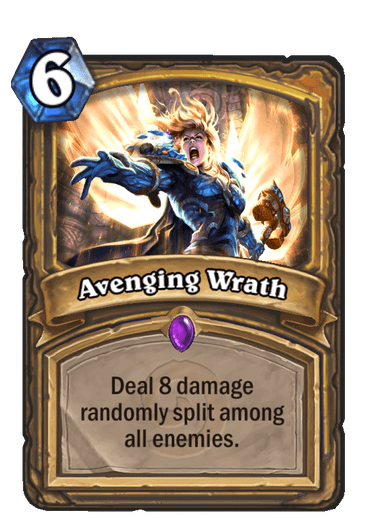 6
Avenging Wrath
Deal 8 damage
randomly split among
all enemies.